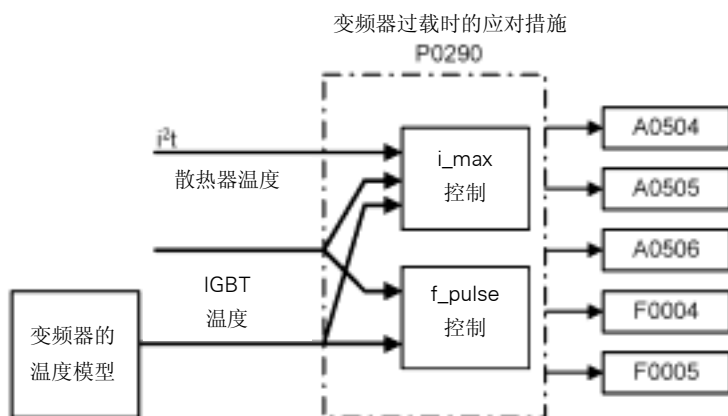 变频器过载时的应对措施
P0290
i²t
散热器温度
i_max
控制
IGBT
温度
f_pulse
控制
变频器的
温度模型
A0504
A0505
A0506
F0004
F0005